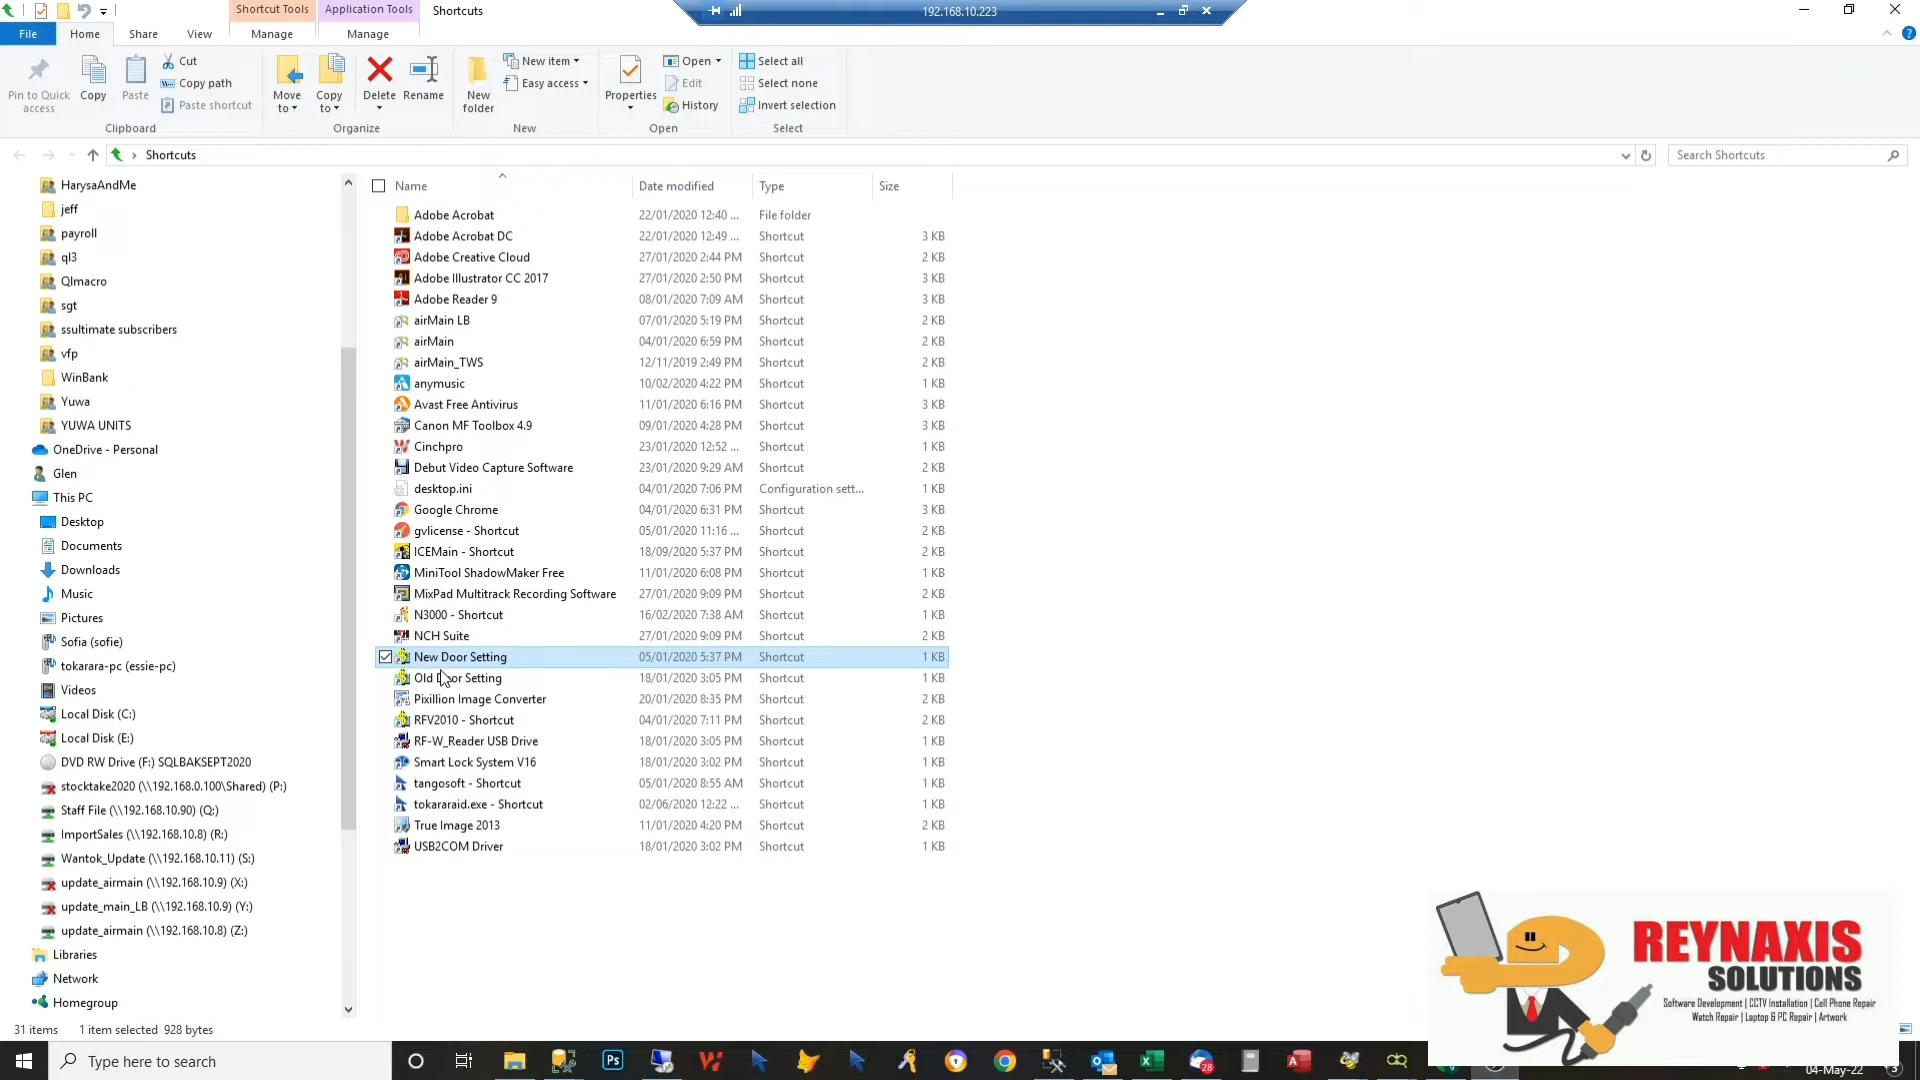 Shortcut Tools Application Tools Shortcuts 192.168.10.223
File Home Share View Manage Manage
Pin to Quick access
Copy
Paste
Cut
Copy path
Paste shortcut
Clipboard
Move to
Copy to
Delete
Rename
Organize
New folder
New item
Easy access
New
Properties
Open
Edit
History
Open
Select all
Select none
Invert selection
Select
Shortcuts
Search Shortcuts
HarysaAndMe
jeff
payroll
ql3
Qlmacro
sgt
ssultimate subscribers
vfp
WinBank
Yuwa
YUWA UNITS
OneDrive - Personal
Glen
This PC
Desktop
Documents
Downloads
Music
Pictures
Sofia (sofie)
tokarara-pc (essie-pc)
Videos
Local Disk (C:)
Local Disk (E:)
DVD RW Drive (F:) SQLBAKSEPT2020
stocktake2020 (\\192.168.0.100\Shared) (P:)
Staff File (\\192.168.10.90) (Q:)
ImportSales (\\192.168.10.8) (R:)
Wantok_Update (\\192.168.10.11) (S:)
update_airmain (\\192.168.10.9) (X:)
update_main_LB (\\192.168.10.9) (Y:)
update_airmain (\\192.168.10.8) (Z:)
Libraries
Network
Homegroup
Name Date modified Type Size
Adobe Acrobat 22/01/2020 12:40 ... File folder
Adobe Acrobat DC 22/01/2020 12:49 ... Shortcut 3 KB
Adobe Creative Cloud 27/01/2020 2:44 PM Shortcut 2 KB
Adobe Illustrator CC 2017 27/01/2020 2:50 PM Shortcut 3 KB
Adobe Reader 9 08/01/2020 7:09 AM Shortcut 3 KB
airMain LB 07/01/2020 5:19 PM Shortcut 2 KB
airMain 04/01/2020 6:59 PM Shortcut 2 KB
airMain_TWS 12/11/2019 2:49 PM Shortcut 2 KB
anymusic 10/02/2020 4:22 PM Shortcut 1 KB
Avast Free Antivirus 11/01/2020 6:16 PM Shortcut 3 KB
Canon MF Toolbox 4.9 09/01/2020 4:28 PM Shortcut 3 KB
Cinchpro 23/01/2020 12:52 ... Shortcut 1 KB
Debut Video Capture Software 23/01/2020 9:29 AM Shortcut 2 KB
desktop.ini 04/01/2020 7:06 PM Configuration sett... 1 KB
Google Chrome 04/01/2020 6:31 PM Shortcut 3 KB
gvlicense - Shortcut 05/01/2020 11:16 ... Shortcut 2 KB
ICEMain - Shortcut 18/09/2020 5:37 PM Shortcut 2 KB
MiniTool ShadowMaker Free 11/01/2020 6:08 PM Shortcut 1 KB
MixPad Multitrack Recording Software 27/01/2020 9:09 PM Shortcut 2 KB
N3000 - Shortcut 16/02/2020 7:38 AM Shortcut 1 KB
NCH Suite 27/01/2020 9:09 PM Shortcut 2 KB
New Door Setting 05/01/2020 5:37 PM Shortcut 1 KB
Old Door Setting 18/01/2020 3:05 PM Shortcut 1 KB
Pixillion Image Converter 20/01/2020 8:35 PM Shortcut 2 KB
RFV2010 - Shortcut 04/01/2020 7:11 PM Shortcut 2 KB
RF-W_Reader USB Drive 18/01/2020 3:05 PM Shortcut 1 KB
Smart Lock System V16 18/01/2020 3:02 PM Shortcut 1 KB
tangosoft - Shortcut 05/01/2020 8:55 AM Shortcut 1 KB
tokararaid.exe - Shortcut 02/06/2020 12:22 ... Shortcut 1 KB
True Image 2013 11/01/2020 4:20 PM Shortcut 2 KB
USB2COM Driver 18/01/2020 3:02 PM Shortcut 1 KB
REYNAXIS
SOLUTIONS
Software Development | CCTV Installation | Cell Phone Repair
Watch Repair | Laptop & PC Repair | Artwork
31 items 1 item selected 928 bytes
Type here to search
Ps
28
04-May-22
3